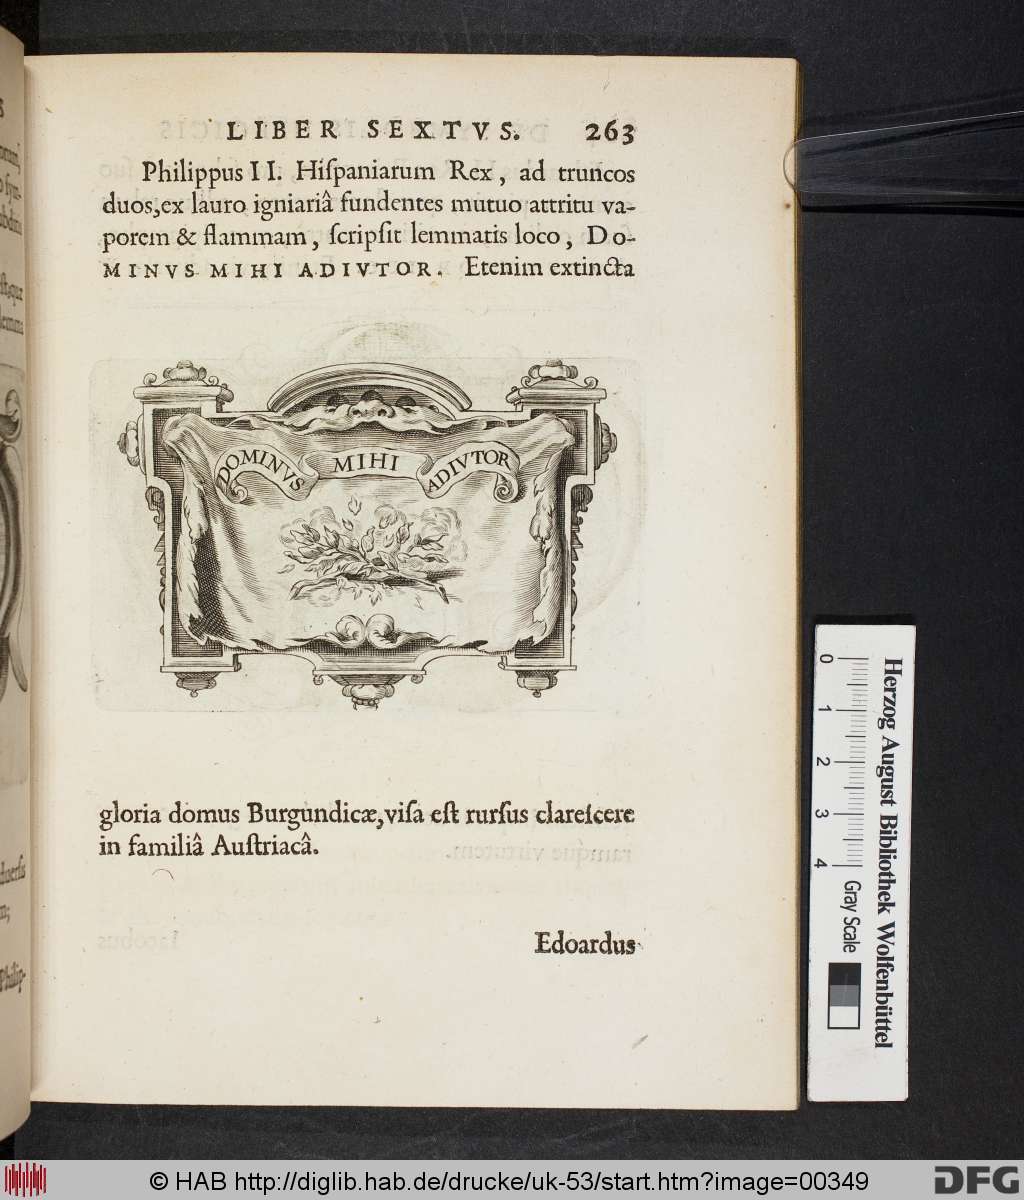 LIBER SEXTVS. 263
Philippus II. Hiſpaniarum Rex, ad truncos
duos, ex lauro igniariâ fundentes mutuo attritu va-
porem & flammam, ſcripſit lemmatis loco, DO-
MINVS MIHI ADIVTOR. Etenim extincta
DOMINVS MIHI ADIVTOR
gloria domus Burgundicæ, viſa eſt rurſus clareſcere
in familiâ Auſtriacâ.
Edoardus
0 1 2 3 4
Herzog August Bibliothek Wolfenbüttel
Gray Scale
© HAB http://diglib.hab.de/drucke/uk-53/start.htm?image=00349
DFG